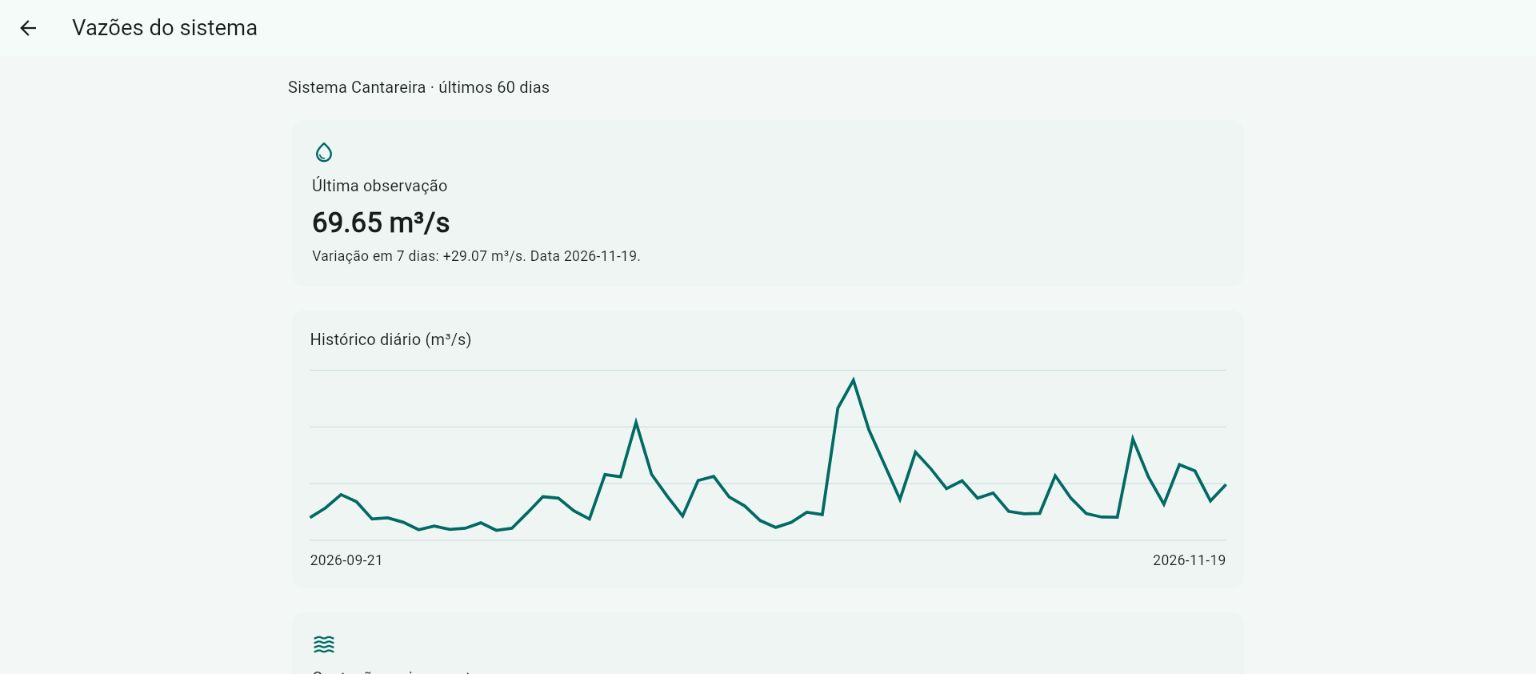 Vazões do sistema
Sistema Cantareira · últimos 60 dias
Última observação
69.65 m³/s
Variação em 7 dias: +29.07 m³/s. Data 2026-11-19.
Histórico diário (m³/s)
2026-09-21 2026-11-19